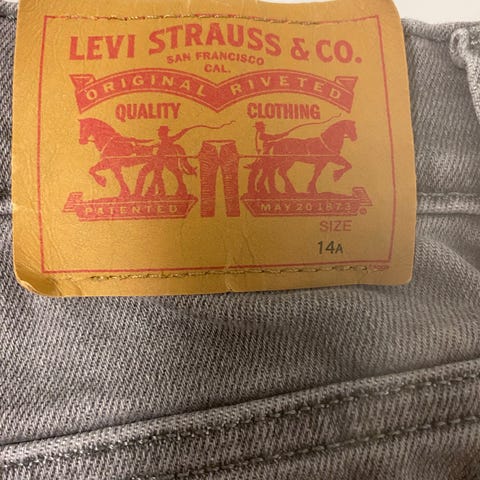 LEVI STRAUSS & CO.
SAN FRANCISCO
CAL.
ORIGINAL RIVETED
QUALITY CLOTHING
PATENTED MAY 20 1873
SIZE
14A